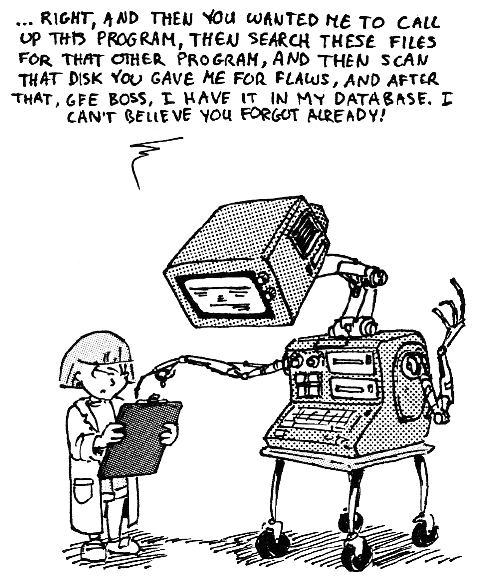 ... RIGHT, AND THEN YOU WANTED ME TO CALL
UP THIS PROGRAM, THEN SEARCH THESE FILES
FOR THAT OTHER PROGRAM, AND THEN SCAN
THAT DISK YOU GAVE ME FOR FLAWS, AND AFTER
THAT, GEE BOSS, I HAVE IT IN MY DATABASE. I
CAN'T BELIEVE YOU FORGOT ALREADY!